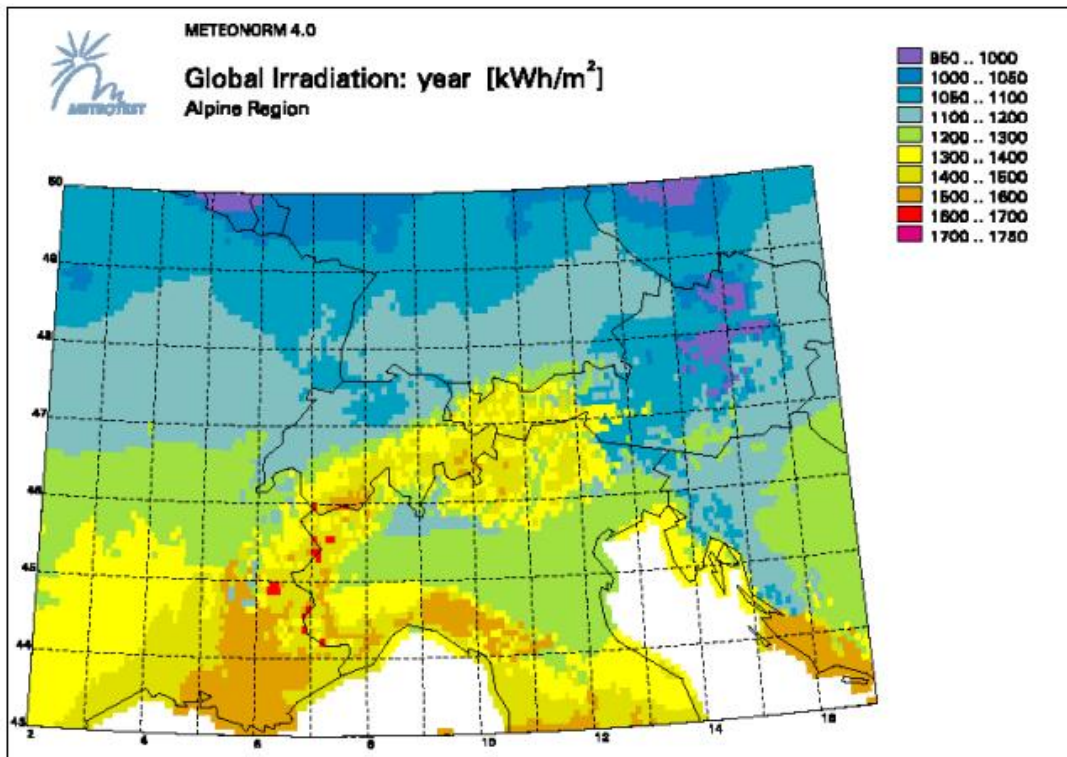 METEONORM 4.0
Global Irradiation: year [kWh/m²]
Alpine Region
METEOTEST
950 .. 1000
1000 .. 1050
1050 .. 1100
1100 .. 1200
1200 .. 1300
1300 .. 1400
1400 .. 1500
1500 .. 1600
1600 .. 1700
1700 .. 1750
50
49
48
47
46
45
44
43
2
4
6
8
10
12
14
16